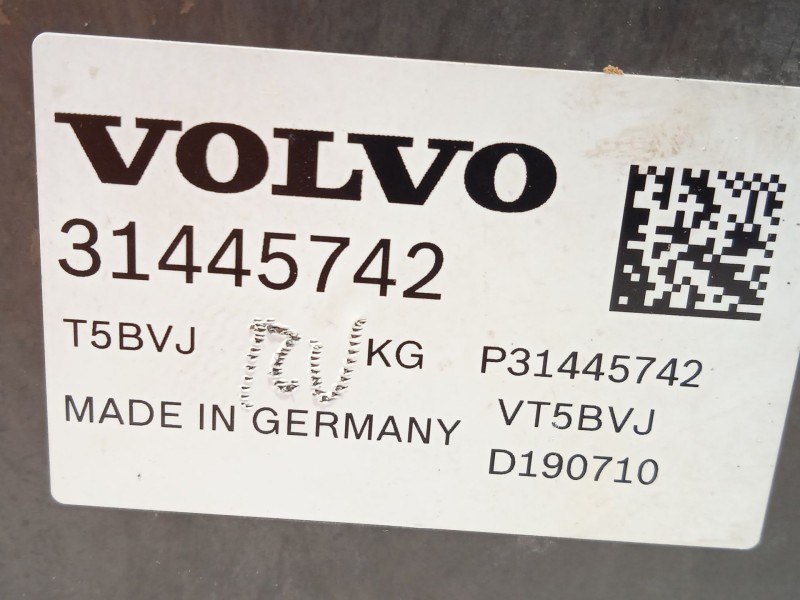 VOLVO
31445742
T5BVJ KG
MADE IN GERMANY
P31445742
VT5BVJ
D190710